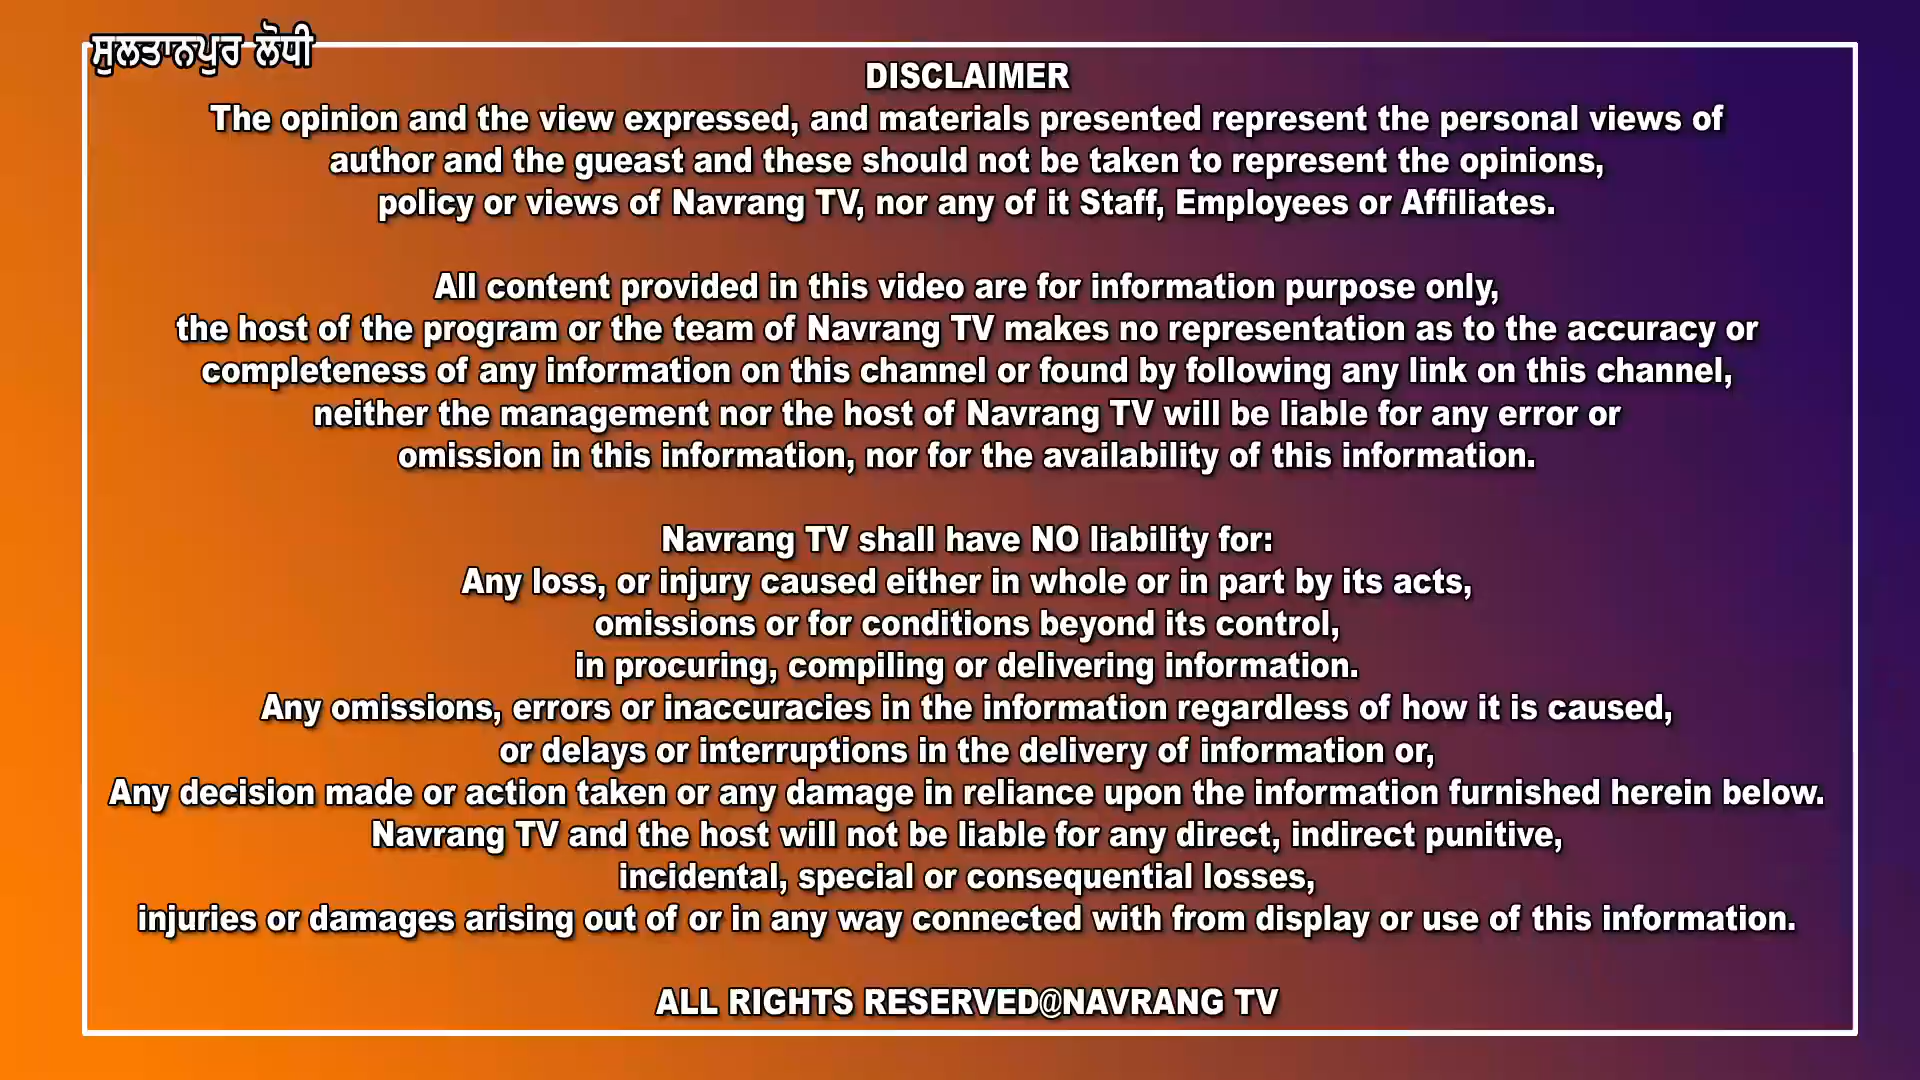 ਸੁਲਤਾਨਪੁਰ ਲੋਧੀ
DISCLAIMER
The opinion and the view expressed, and materials presented represent the personal views of
author and the gueast and these should not be taken to represent the opinions,
policy or views of Navrang TV, nor any of it Staff, Employees or Affiliates.
All content provided in this video are for information purpose only,
the host of the program or the team of Navrang TV makes no representation as to the accuracy or
completeness of any information on this channel or found by following any link on this channel,
neither the management nor the host of Navrang TV will be liable for any error or
omission in this information, nor for the availability of this information.
Navrang TV shall have NO liability for:
Any loss, or injury caused either in whole or in part by its acts,
omissions or for conditions beyond its control,
in procuring, compiling or delivering information.
Any omissions, errors or inaccuracies in the information regardless of how it is caused,
or delays or interruptions in the delivery of information or,
Any decision made or action taken or any damage in reliance upon the information furnished herein below.
Navrang TV and the host will not be liable for any direct, indirect punitive,
incidental, special or consequential losses,
injuries or damages arising out of or in any way connected with from display or use of this information.
ALL RIGHTS RESERVED@NAVRANG TV